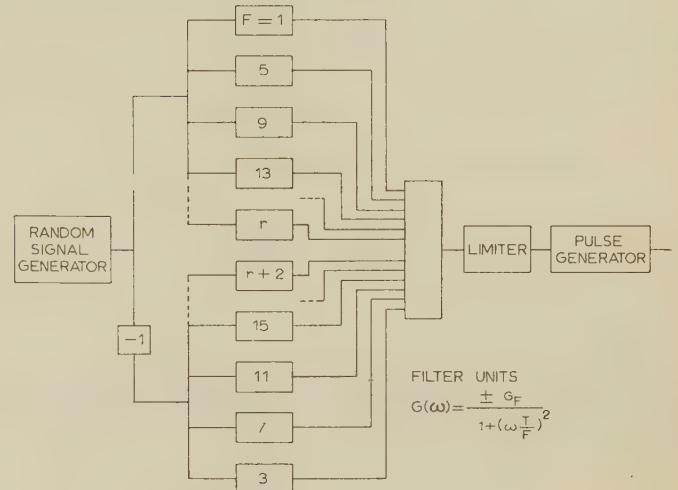 F = 1
5
9
13
r
RANDOM
SIGNAL
GENERATOR
r + 2
-1
15
11
7
3
LIMITER
PULSE
GENERATOR
FILTER UNITS
G(ω) = ± G_F / 1+(ω T/F)²